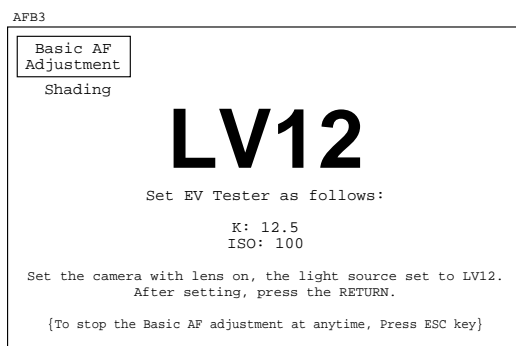 AFB3
Basic AF
Adjustment
Shading
LV12
Set EV Tester as follows:
K: 12.5
ISO: 100
Set the camera with lens on, the light source set to LV12.
After setting, press the RETURN.
{To stop the Basic AF adjustment at anytime, Press ESC key}